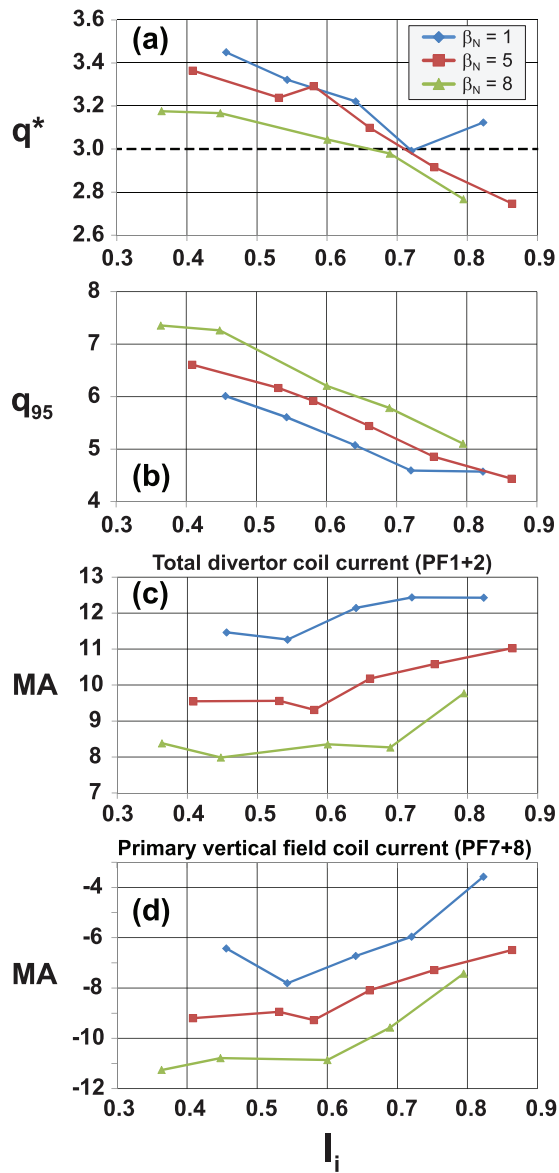 (a)
β_N = 1
β_N = 5
β_N = 8
q*
3.6
3.4
3.2
3.0
2.8
2.6
0.3 0.4 0.5 0.6 0.7 0.8 0.9
8
7
6
5
4
q_95
(b)
0.3 0.4 0.5 0.6 0.7 0.8 0.9
Total divertor coil current (PF1+2)
13
12
11
10
9
8
7
(c)
MA
0.3 0.4 0.5 0.6 0.7 0.8 0.9
Primary vertical field coil current (PF7+8)
-4
-6
-8
-10
-12
(d)
MA
0.3 0.4 0.5 0.6 0.7 0.8 0.9
l_i